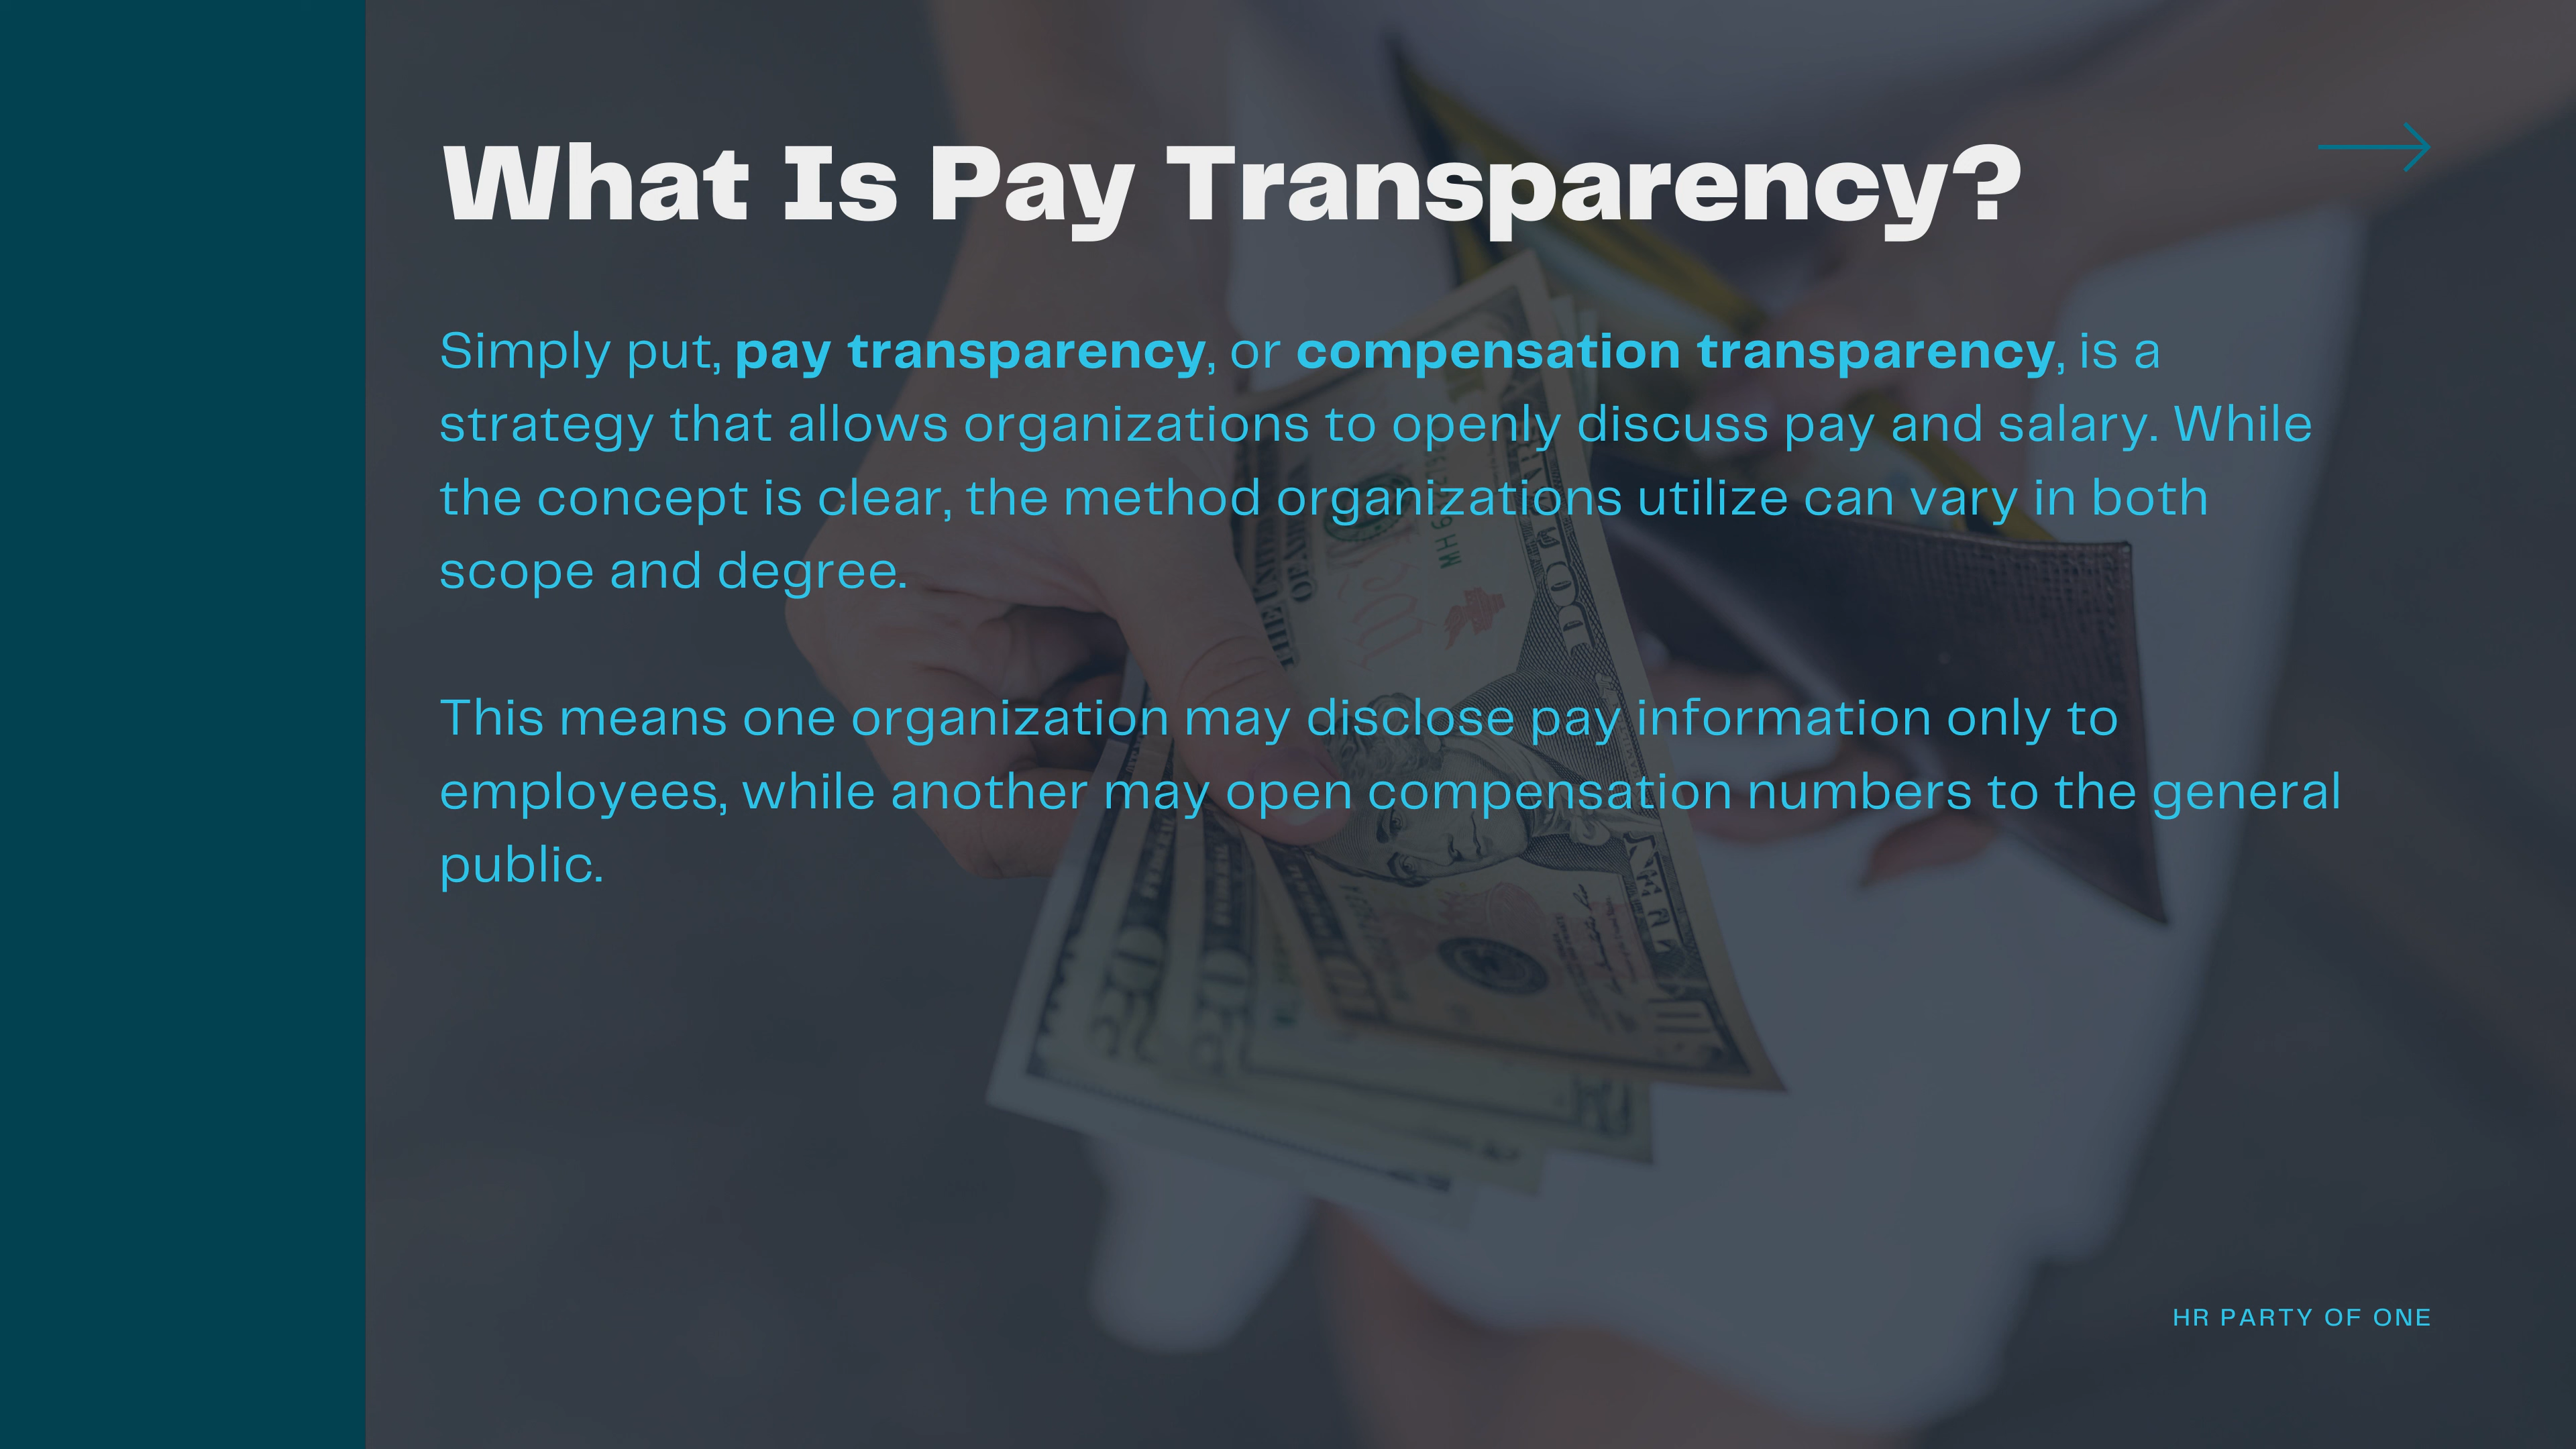 What Is Pay Transparency?
Simply put, pay transparency, or compensation transparency, is a
strategy that allows organizations to openly discuss pay and salary. While
the concept is clear, the method organizations utilize can vary in both
scope and degree.
This means one organization may disclose pay information only to
employees, while another may open compensation numbers to the general
public.
HR PARTY OF ONE